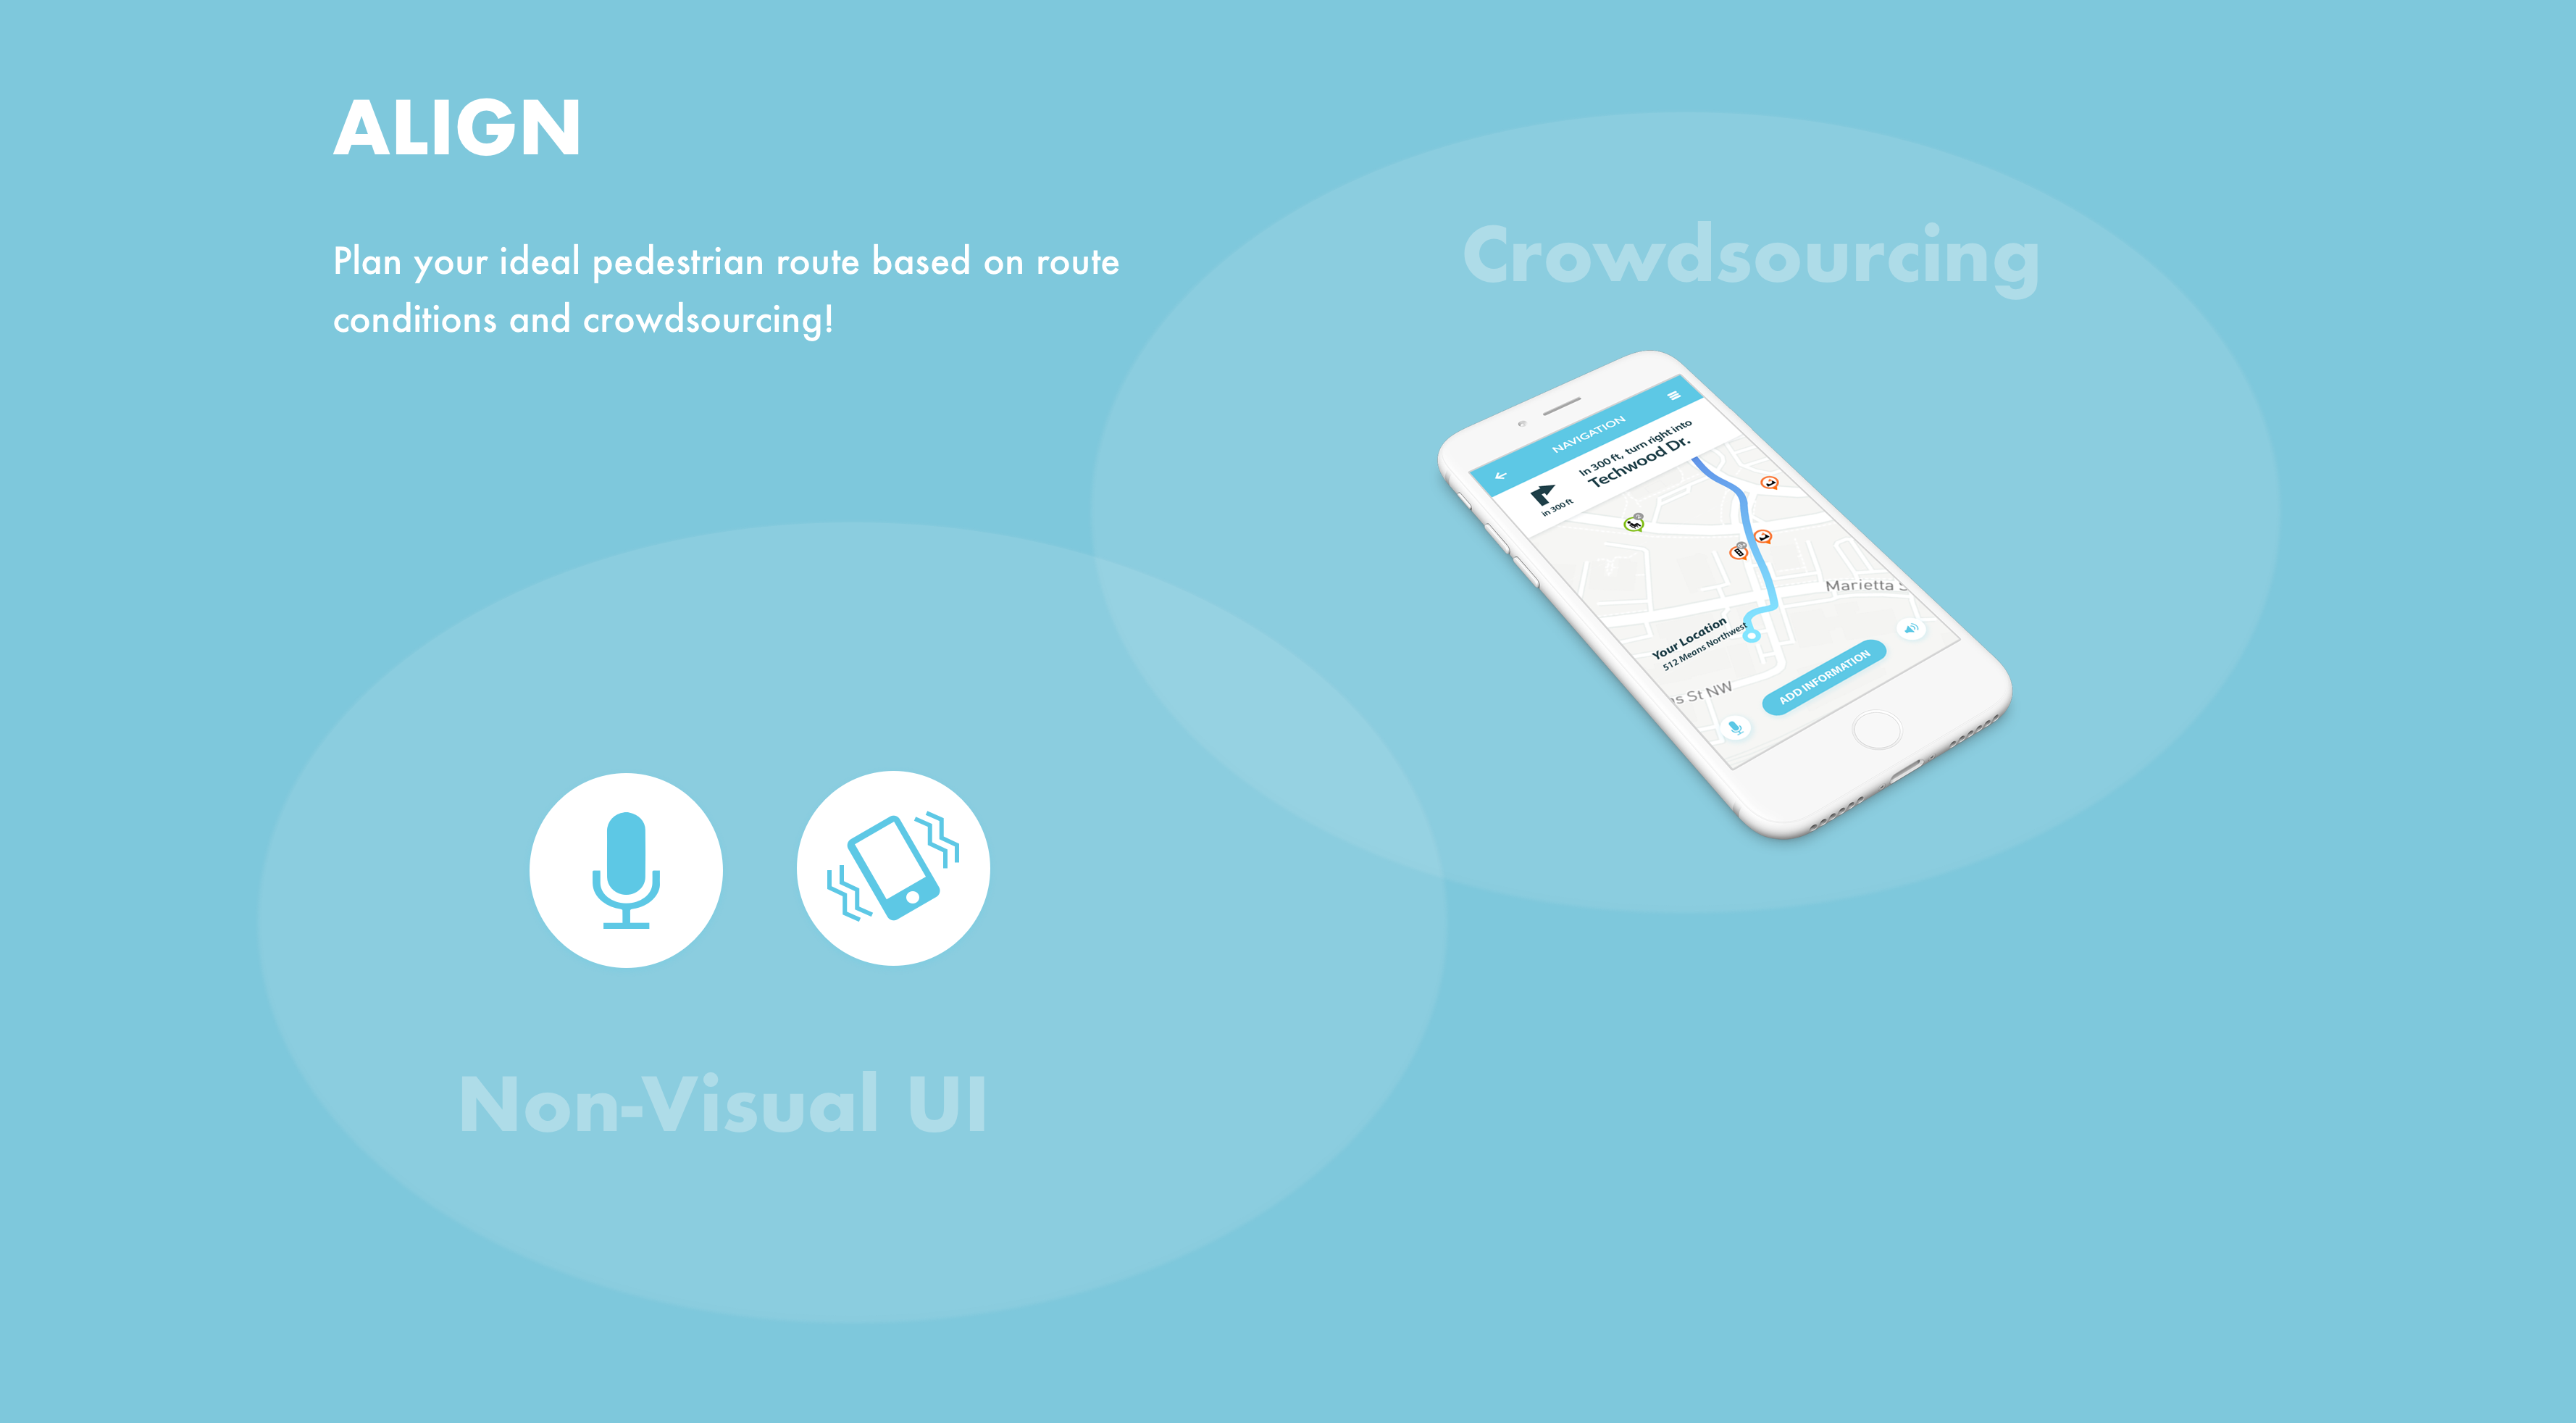 ALIGN
Plan your ideal pedestrian route based on route
conditions and crowdsourcing!
Crowdsourcing
NAVIGATION
In 300 ft, turn right into
Techwood Dr.
in 300 ft
Marietta S
Your Location
512 Means Northwest
s St NW
ADD INFORMATION
Non-Visual UI